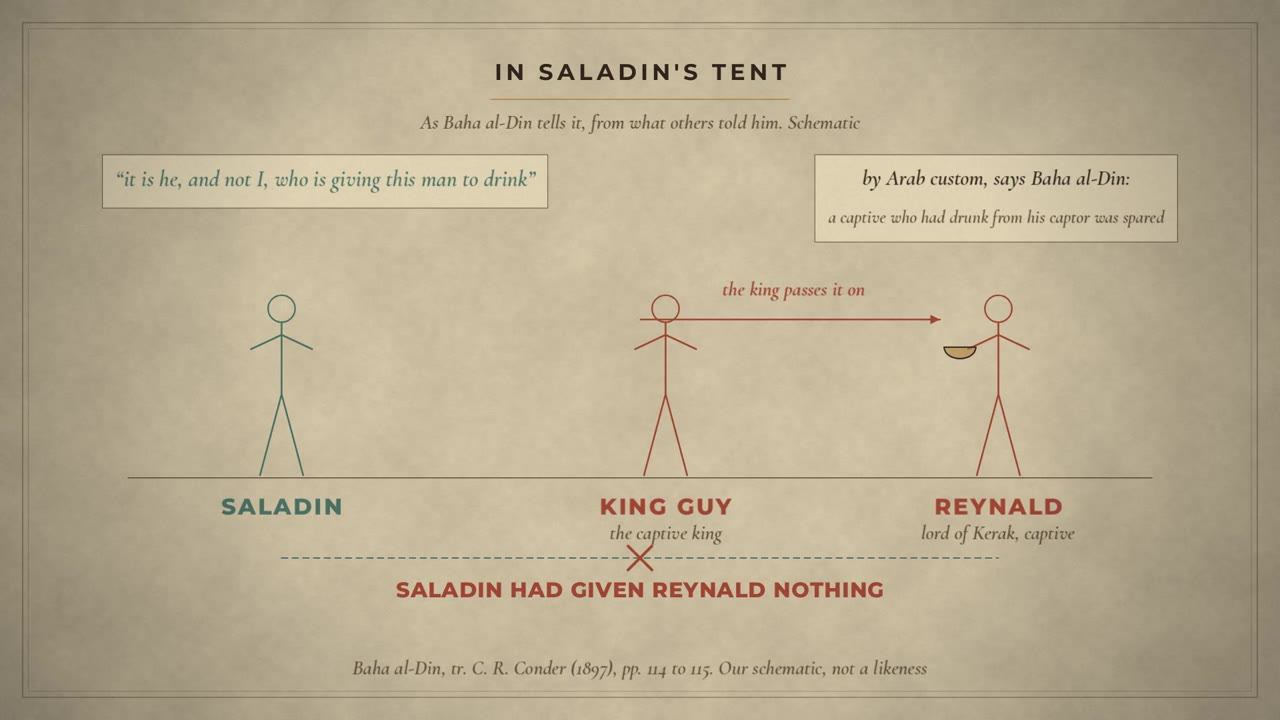 IN SALADIN'S TENT
As Baha al-Din tells it, from what others told him. Schematic
“it is he, and not I, who is giving this man to drink”
by Arab custom, says Baha al-Din:
a captive who had drunk from his captor was spared
the king passes it on
SALADIN
KING GUY
the captive king
REYNALD
lord of Kerak, captive
SALADIN HAD GIVEN REYNALD NOTHING
Baha al-Din, tr. C. R. Conder (1897), pp. 114 to 115. Our schematic, not a likeness